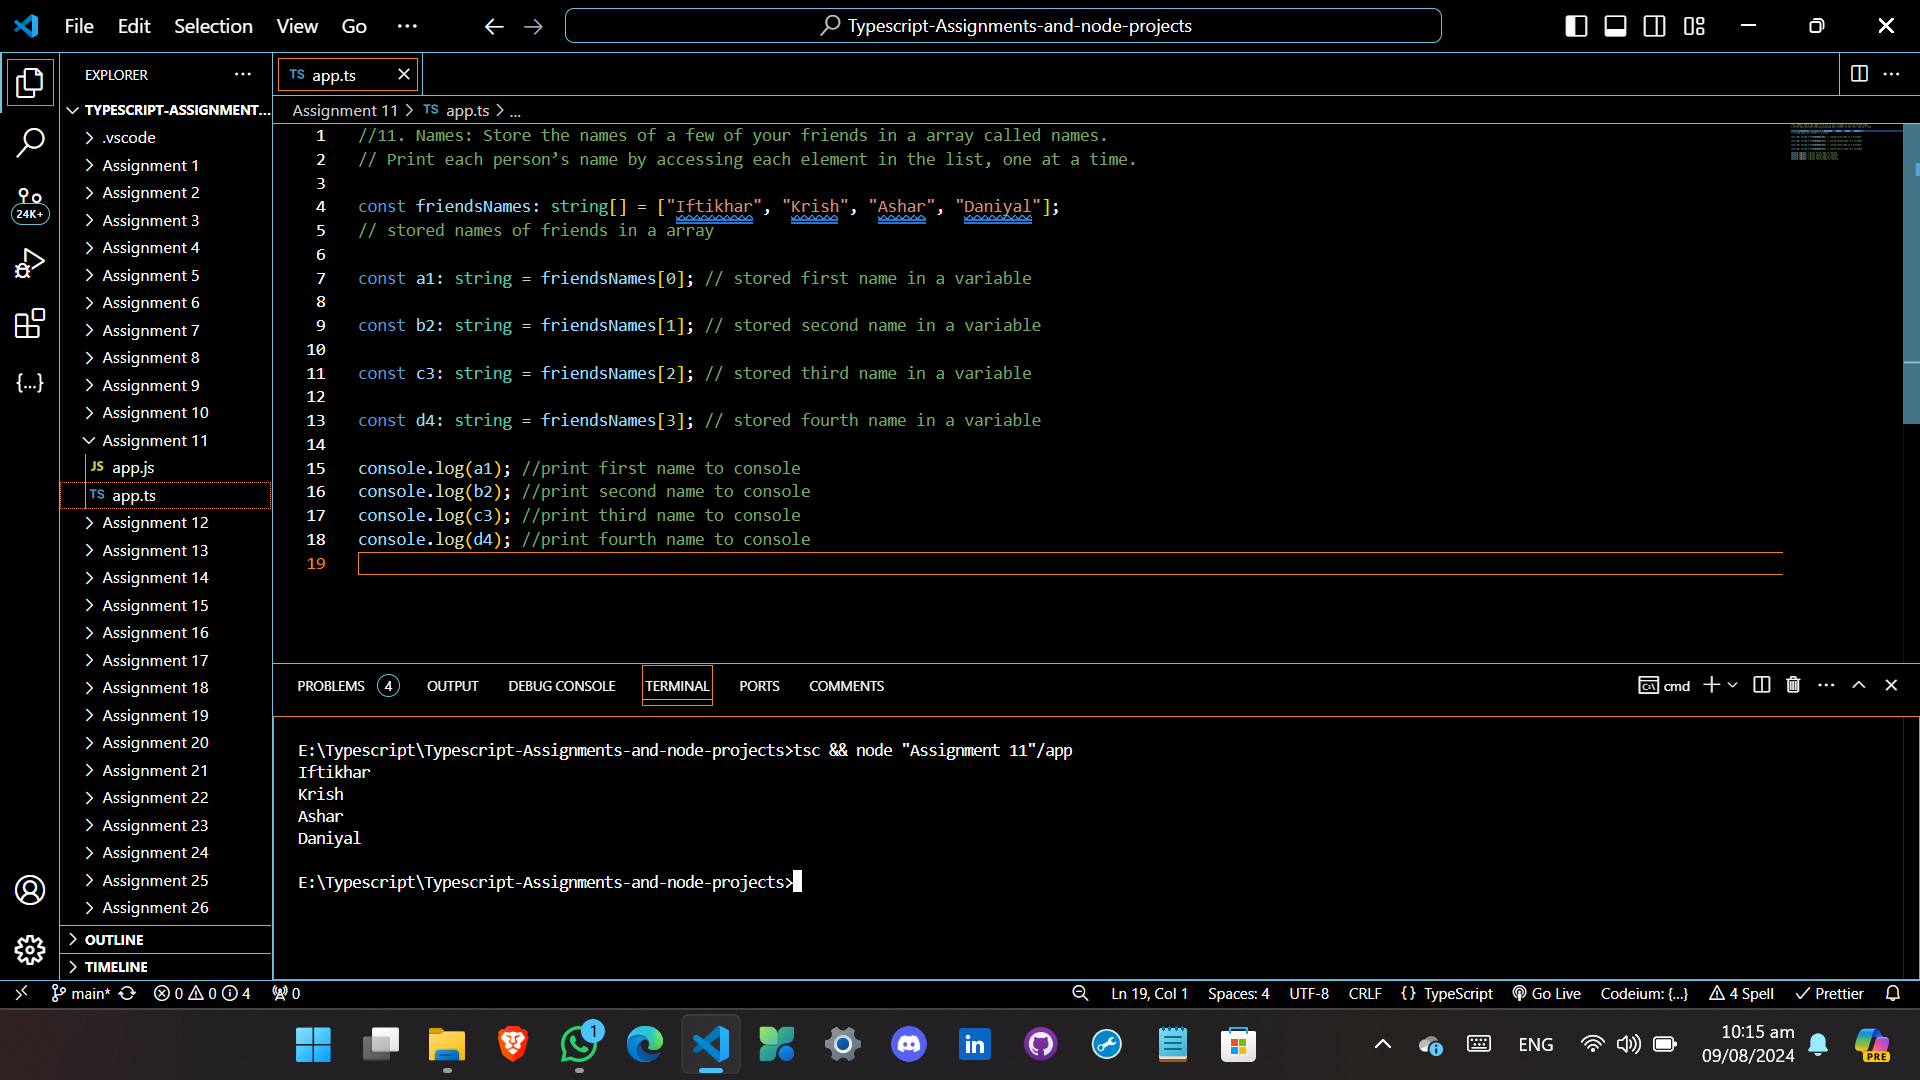 File Edit Selection View Go ··· Typescript-Assignments-and-node-projects
EXPLORER ···
TYPESCRIPT-ASSIGNMENT...
.vscode
Assignment 1
Assignment 2
Assignment 3
Assignment 4
Assignment 5
Assignment 6
Assignment 7
Assignment 8
Assignment 9
Assignment 10
Assignment 11
JS app.js
TS app.ts
Assignment 12
Assignment 13
Assignment 14
Assignment 15
Assignment 16
Assignment 17
Assignment 18
Assignment 19
Assignment 20
Assignment 21
Assignment 22
Assignment 23
Assignment 24
Assignment 25
Assignment 26
OUTLINE
TIMELINE
24K+
{...}
TS app.ts
Assignment 11 > TS app.ts > ...
1 //11. Names: Store the names of a few of your friends in a array called names.
2 // Print each person’s name by accessing each element in the list, one at a time.
3
4 const friendsNames: string[] = ["Iftikhar", "Krish", "Ashar", "Daniyal"];
5 // stored names of friends in a array
6
7 const a1: string = friendsNames[0]; // stored first name in a variable
8
9 const b2: string = friendsNames[1]; // stored second name in a variable
10
11 const c3: string = friendsNames[2]; // stored third name in a variable
12
13 const d4: string = friendsNames[3]; // stored fourth name in a variable
14
15 console.log(a1); //print first name to console
16 console.log(b2); //print second name to console
17 console.log(c3); //print third name to console
18 console.log(d4); //print fourth name to console
19
PROBLEMS 4 OUTPUT DEBUG CONSOLE TERMINAL PORTS COMMENTS cmd
E:\Typescript\Typescript-Assignments-and-node-projects>tsc && node "Assignment 11"/app
Iftikhar
Krish
Ashar
Daniyal
E:\Typescript\Typescript-Assignments-and-node-projects>
main* 0 0 4 0 Ln 19, Col 1 Spaces: 4 UTF-8 CRLF {} TypeScript Go Live Codeium: {...} 4 Spell Prettier
1 in ENG 10:15 am PRE
09/08/2024